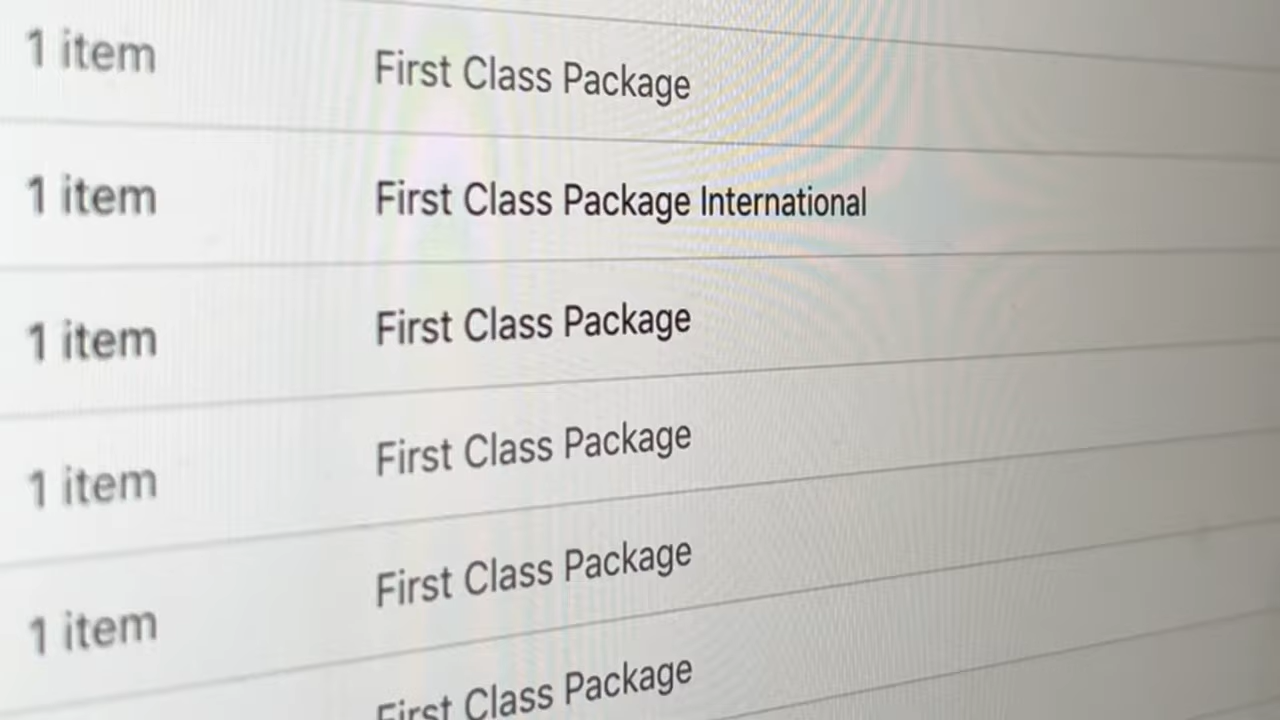 1 item First Class Package
1 item First Class Package International
1 item First Class Package
1 item First Class Package
1 item First Class Package
First Class Package